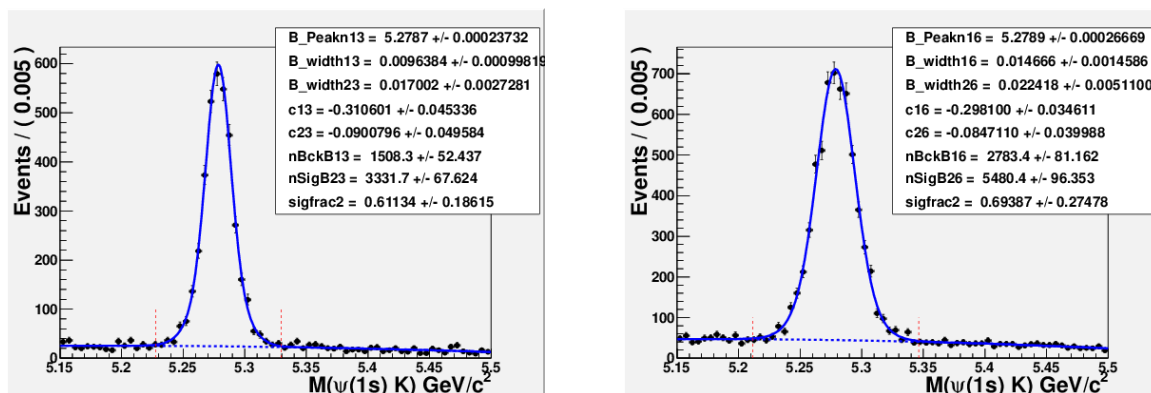 B_Peakn13 = 5.2787 +/- 0.00023732
B_width13 = 0.0096384 +/- 0.00099819
B_width23 = 0.017002 +/- 0.0027281
c13 = -0.310601 +/- 0.045336
c23 = -0.0900796 +/- 0.049584
nBckB13 = 1508.3 +/- 52.437
nSigB23 = 3331.7 +/- 67.624
sigfrac2 = 0.61134 +/- 0.18615
Events / ( 0.005 )
600
500
400
300
200
100
0
5.15
5.2
5.25
5.3
5.35
5.4
5.45
5.5
M(ψ(1s) K) GeV/c²
B_Peakn16 = 5.2789 +/- 0.00026669
B_width16 = 0.014666 +/- 0.0014586
B_width26 = 0.022418 +/- 0.0051100
c16 = -0.298100 +/- 0.034611
c26 = -0.0847110 +/- 0.039988
nBckB16 = 2783.4 +/- 81.162
nSigB26 = 5480.4 +/- 96.353
sigfrac2 = 0.69387 +/- 0.27478
Events / ( 0.005 )
700
600
500
400
300
200
100
0
5.15
5.2
5.25
5.3
5.35
5.4
5.45
5.5
M(ψ(1s) K) GeV/c²